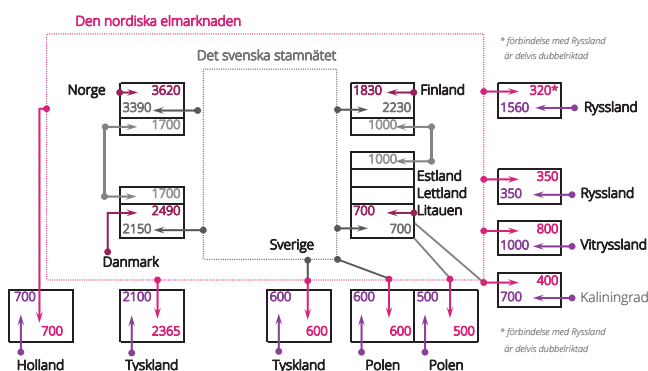 Den nordiska elmarknaden
* förbindelse med Ryssland
är delvis dubbelriktad
Det svenska stamnätet
Norge
3620
3390
1700
1830
Finland
2230
1000
320*
1560
Ryssland
1000
Estland
Lettland
Litauen
700
700
350
350
Ryssland
1700
2490
2150
Danmark
Sverige
800
1000
Vitryssland
400
700
Kaliningrad
700
700
Holland
2100
2365
Tyskland
600
600
Tyskland
600
600
Polen
500
500
Polen
* förbindelse med Ryssland
är delvis dubbelriktad